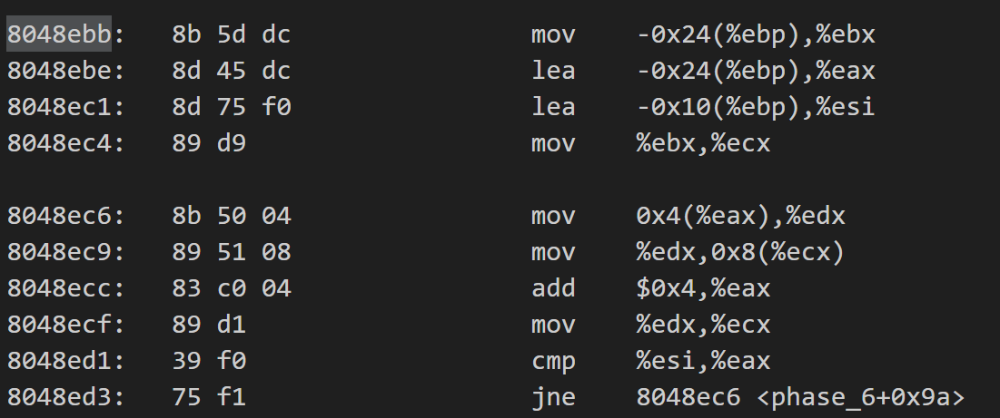 8048ebb: 8b 5d dc mov -0x24(%ebp),%ebx
8048ebe: 8d 45 dc lea -0x24(%ebp),%eax
8048ec1: 8d 75 f0 lea -0x10(%ebp),%esi
8048ec4: 89 d9 mov %ebx,%ecx
8048ec6: 8b 50 04 mov 0x4(%eax),%edx
8048ec9: 89 51 08 mov %edx,0x8(%ecx)
8048ecc: 83 c0 04 add $0x4,%eax
8048ecf: 89 d1 mov %edx,%ecx
8048ed1: 39 f0 cmp %esi,%eax
8048ed3: 75 f1 jne 8048ec6 <phase_6+0x9a>